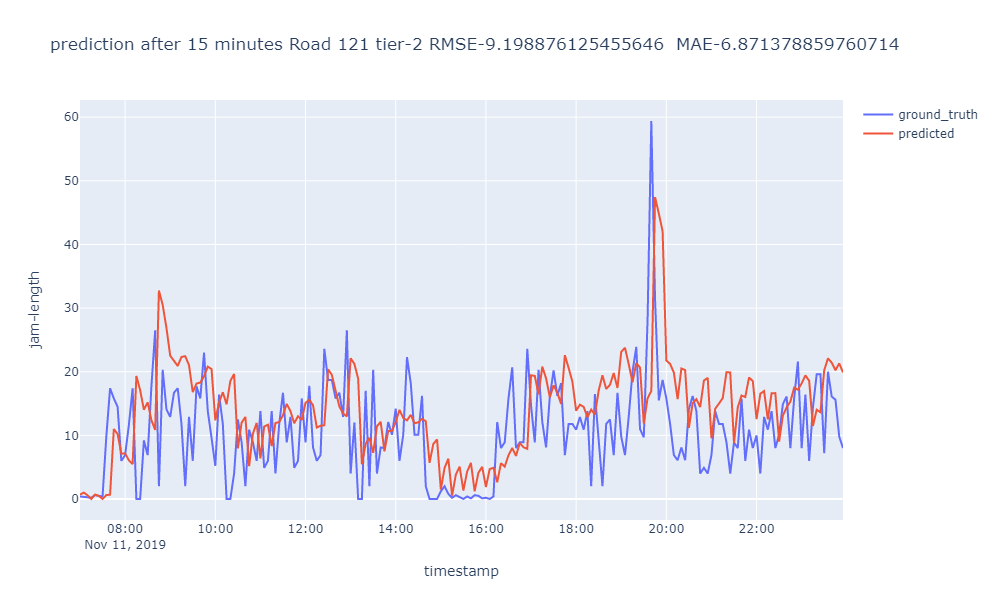 prediction after 15 minutes Road 121 tier-2 RMSE-9.198876125455646  MAE-6.871378859760714
ground_truth
predicted
jam-length
60
50
40
30
20
10
0
08:00
10:00
12:00
14:00
16:00
18:00
20:00
22:00
Nov 11, 2019
timestamp